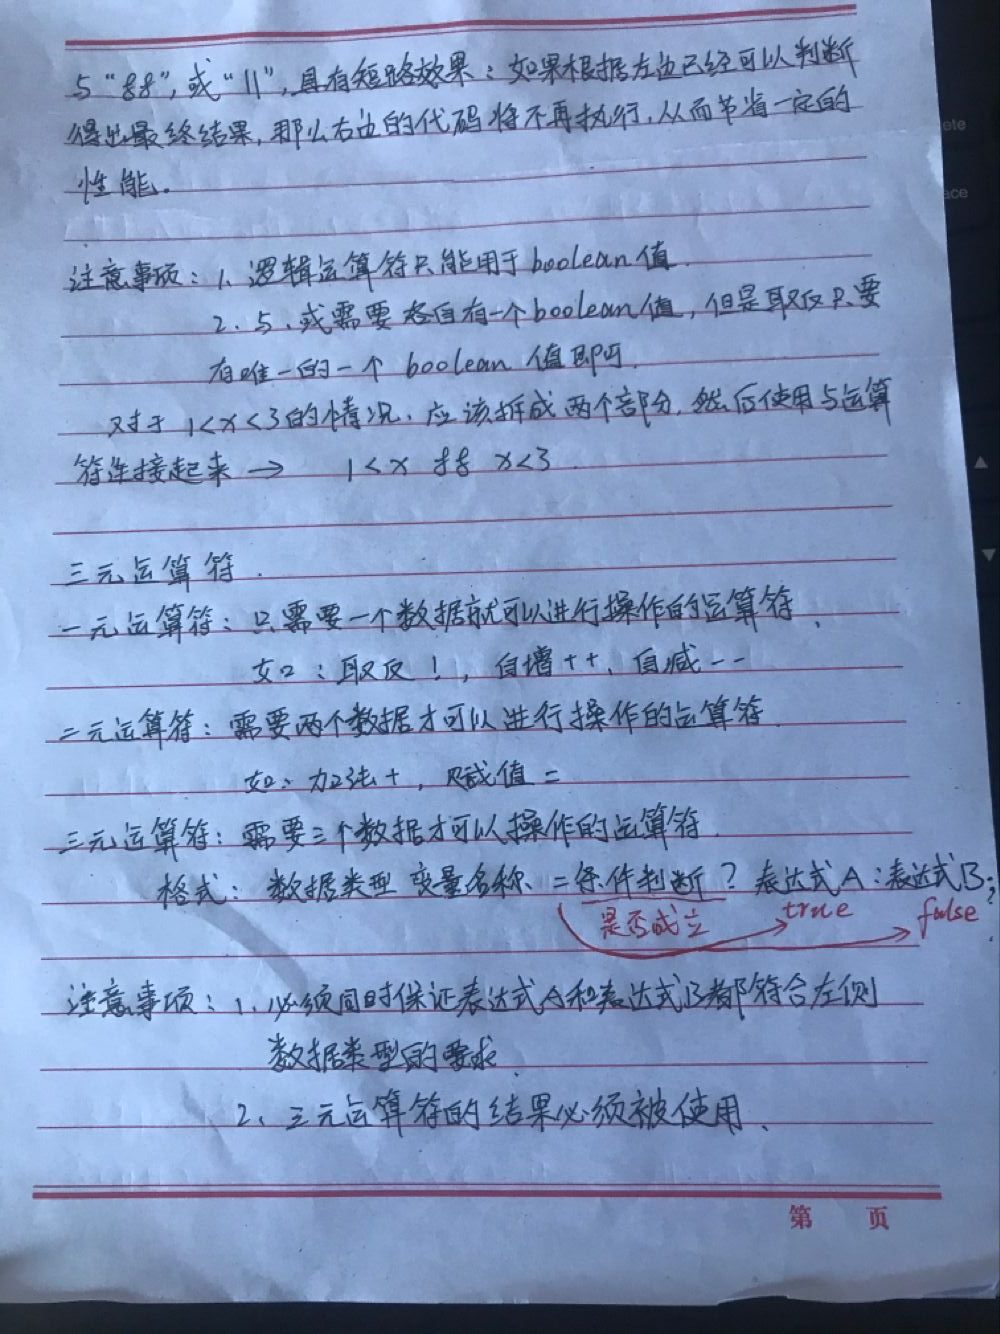 与“&&”,或“||”,具有短路效果:如果根据左边已经可以判断
得出最终结果,那么右边的代码将不再执行,从而节省一定的
性能.
注意事项:1、逻辑运算符只能用于boolean值.
2、与、或需要各自有一个boolean值,但是取反只要
有唯一的一个boolean值即可.
对于1<x<3的情况,应该拆成两个部分,然后使用与运算
符连接起来 → 1<x && x<3
三元运算符.
一元运算符:只需要一个数据就可以进行操作的运算符、
如:取反!,自增++、自减--
二元运算符:需要两个数据才可以进行操作的运算符.
如:加法+,赋值=
三元运算符:需要三个数据才可以操作的运算符.
格式:数据类型 变量名称、=条件判断?表达式A:表达式B;
是否成立 true false
注意事项:1、必须同时保证表达式A和表达式B都符合左侧
数据类型的要求.
2、三元运算符的结果必须被使用、
第 页